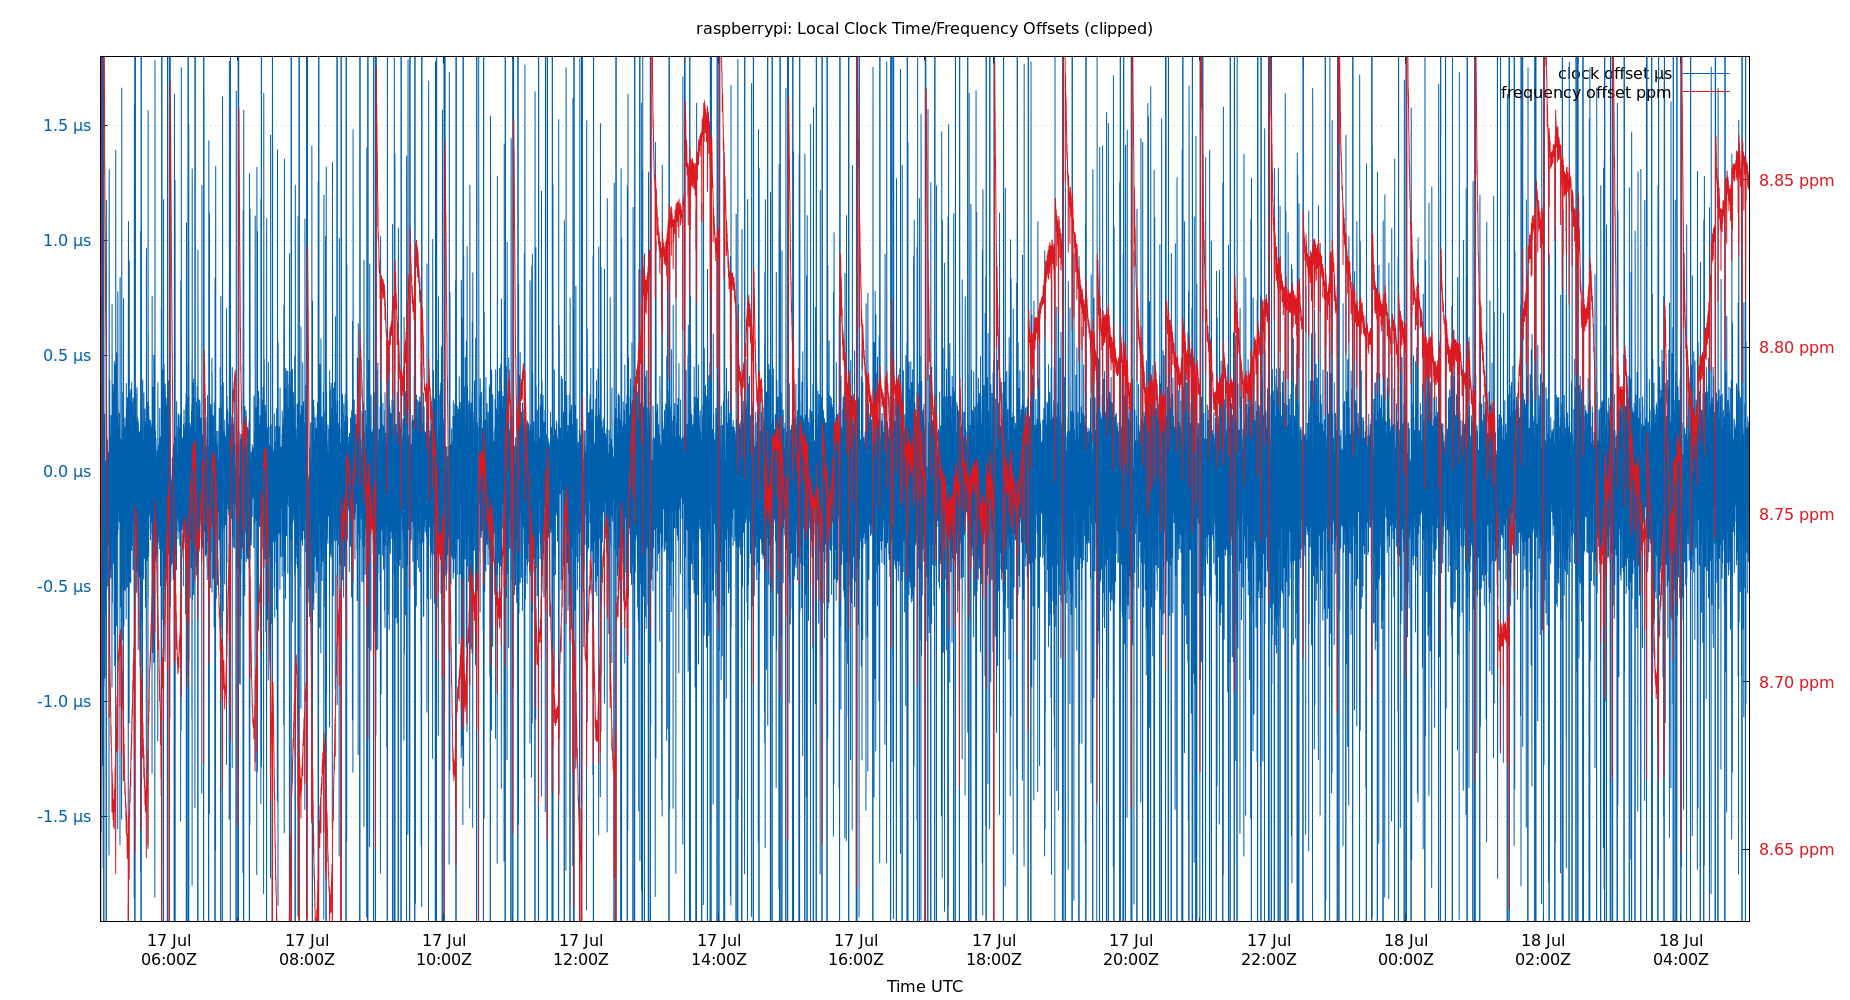 raspberrypi: Local Clock Time/Frequency Offsets (clipped)
clock offset µs
frequency offset ppm
1.5 µs
1.0 µs
0.5 µs
0.0 µs
-0.5 µs
-1.0 µs
-1.5 µs
8.85 ppm
8.80 ppm
8.75 ppm
8.70 ppm
8.65 ppm
17 Jul 17 Jul 17 Jul 17 Jul 17 Jul 17 Jul 17 Jul 17 Jul 17 Jul 18 Jul 18 Jul 18 Jul
06:00Z 08:00Z 10:00Z 12:00Z 14:00Z 16:00Z 18:00Z 20:00Z 22:00Z 00:00Z 02:00Z 04:00Z
Time UTC